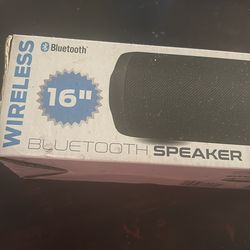 WIRELESS
Bluetooth
16"
BLUETOOTH SPEAKER